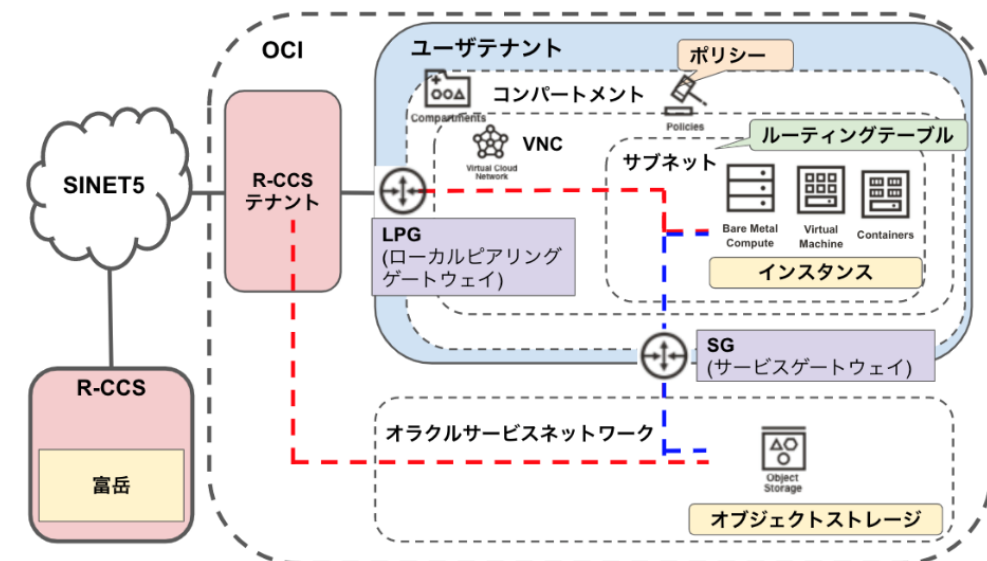 OCI
ユーザテナント
ポリシー
コンパートメント
Compartments
Policies
VNC
Virtual Cloud
Network
ルーティングテーブル
サブネット
SINET5
R-CCS
テナント
Bare Metal
Compute
Virtual
Machine
Containers
インスタンス
LPG
(ローカルピアリング
ゲートウェイ)
SG
(サービスゲートウェイ)
R-CCS
富岳
オラクルサービスネットワーク
Object
Storage
オブジェクトストレージ